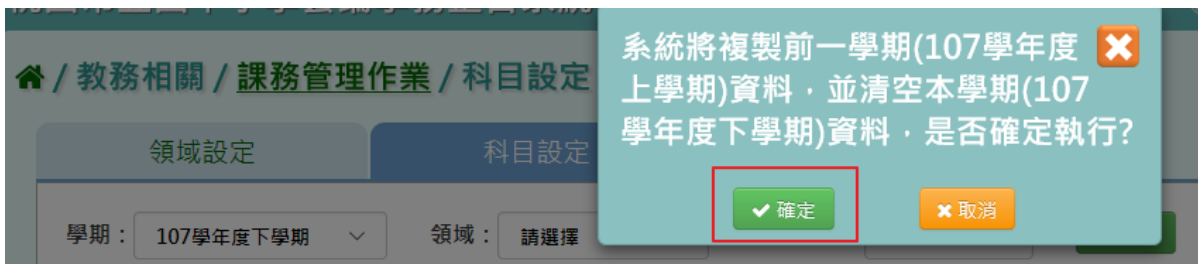 系統將複製前一學期(107學年度
上學期)資料，並清空本學期(107
學年度下學期)資料，是否確定執行?
確定
取消
/ 教務相關 / 課務管理作業 / 科目設定
領域設定
科目設定
學期：
107學年度下學期
領域：
請選擇